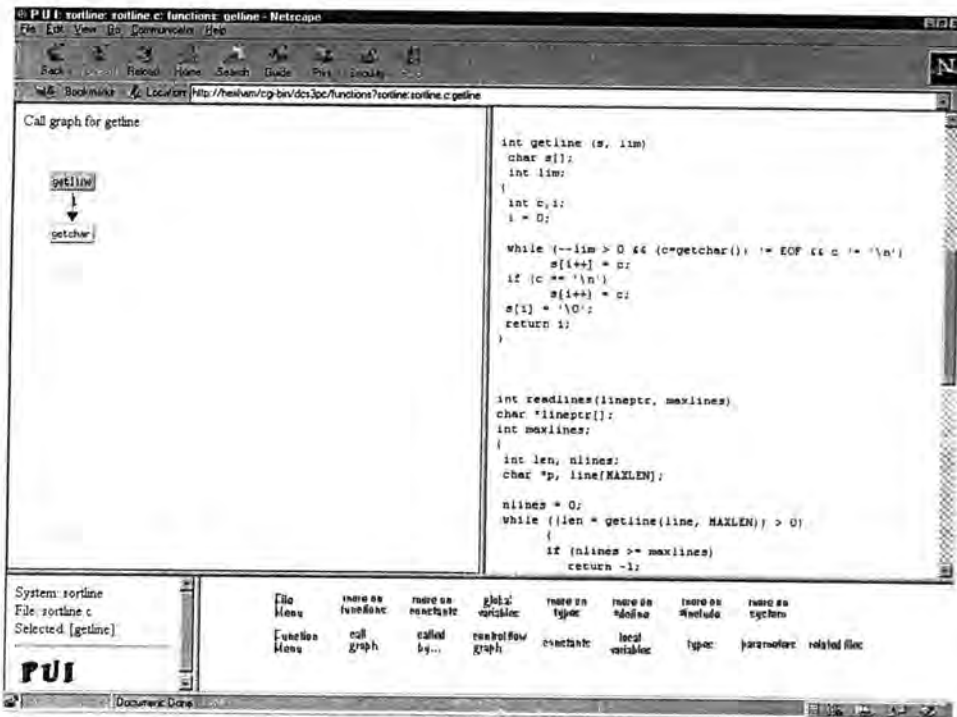 P U I: sortline: sortline.c: functions: getline - Netscape
File Edit View Go Communicator Help
Back Reload Home Search Guide Print Security
Bookmarks Location: http://hexham/cgi-bin/dcs3pc/functions?sortline:sortline.c:getline
Call graph for getline
getline
getchar
int getline (s, lim)
char s[];
int lim;
{
int c,i;
i = 0;
while (--lim > 0 && (c=getchar()) != EOF && c != '\n')
s[i++] = c;
if (c == '\n')
s[i++] = c;
s[i] = '\0';
return i;
}
int readlines(lineptr, maxlines)
char *lineptr[];
int maxlines;
{
int len, nlines;
char *p, line[MAXLEN];
nlines = 0;
while ((len = getline(line, MAXLEN)) > 0)
{
if (nlines >= maxlines)
return -1;
System: sortline
File: sortline.c
Selected: [getline]
PUI
File Menu more on functions more on constants global variables more on types more on #define more on #include more on system
Function Menu call graph called by... control flow graph constants local variables types parameters related files
Document: Done